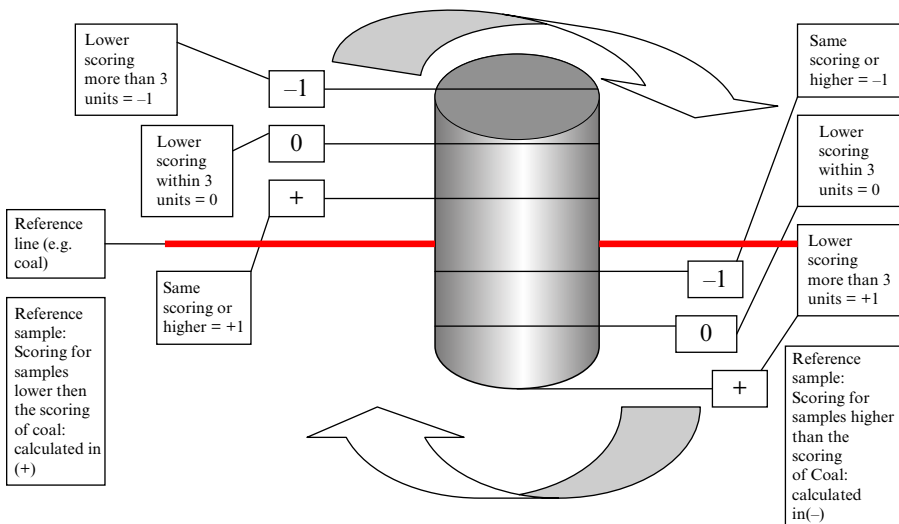 Lower
scoring
more than 3
units = –1
–1
Same
scoring or
higher = –1
Lower
scoring
within 3
units = 0
0
Lower
scoring
within 3
units = 0
+
Reference
line (e.g.
coal)
Same
scoring or
higher = +1
Lower
scoring
more than 3
units = +1
–1
0
+
Reference
sample:
Scoring for
samples
lower then
the scoring
of coal:
calculated in
(+)
Reference
sample:
Scoring for
samples higher
than the
scoring
of Coal:
calculated
in(–)